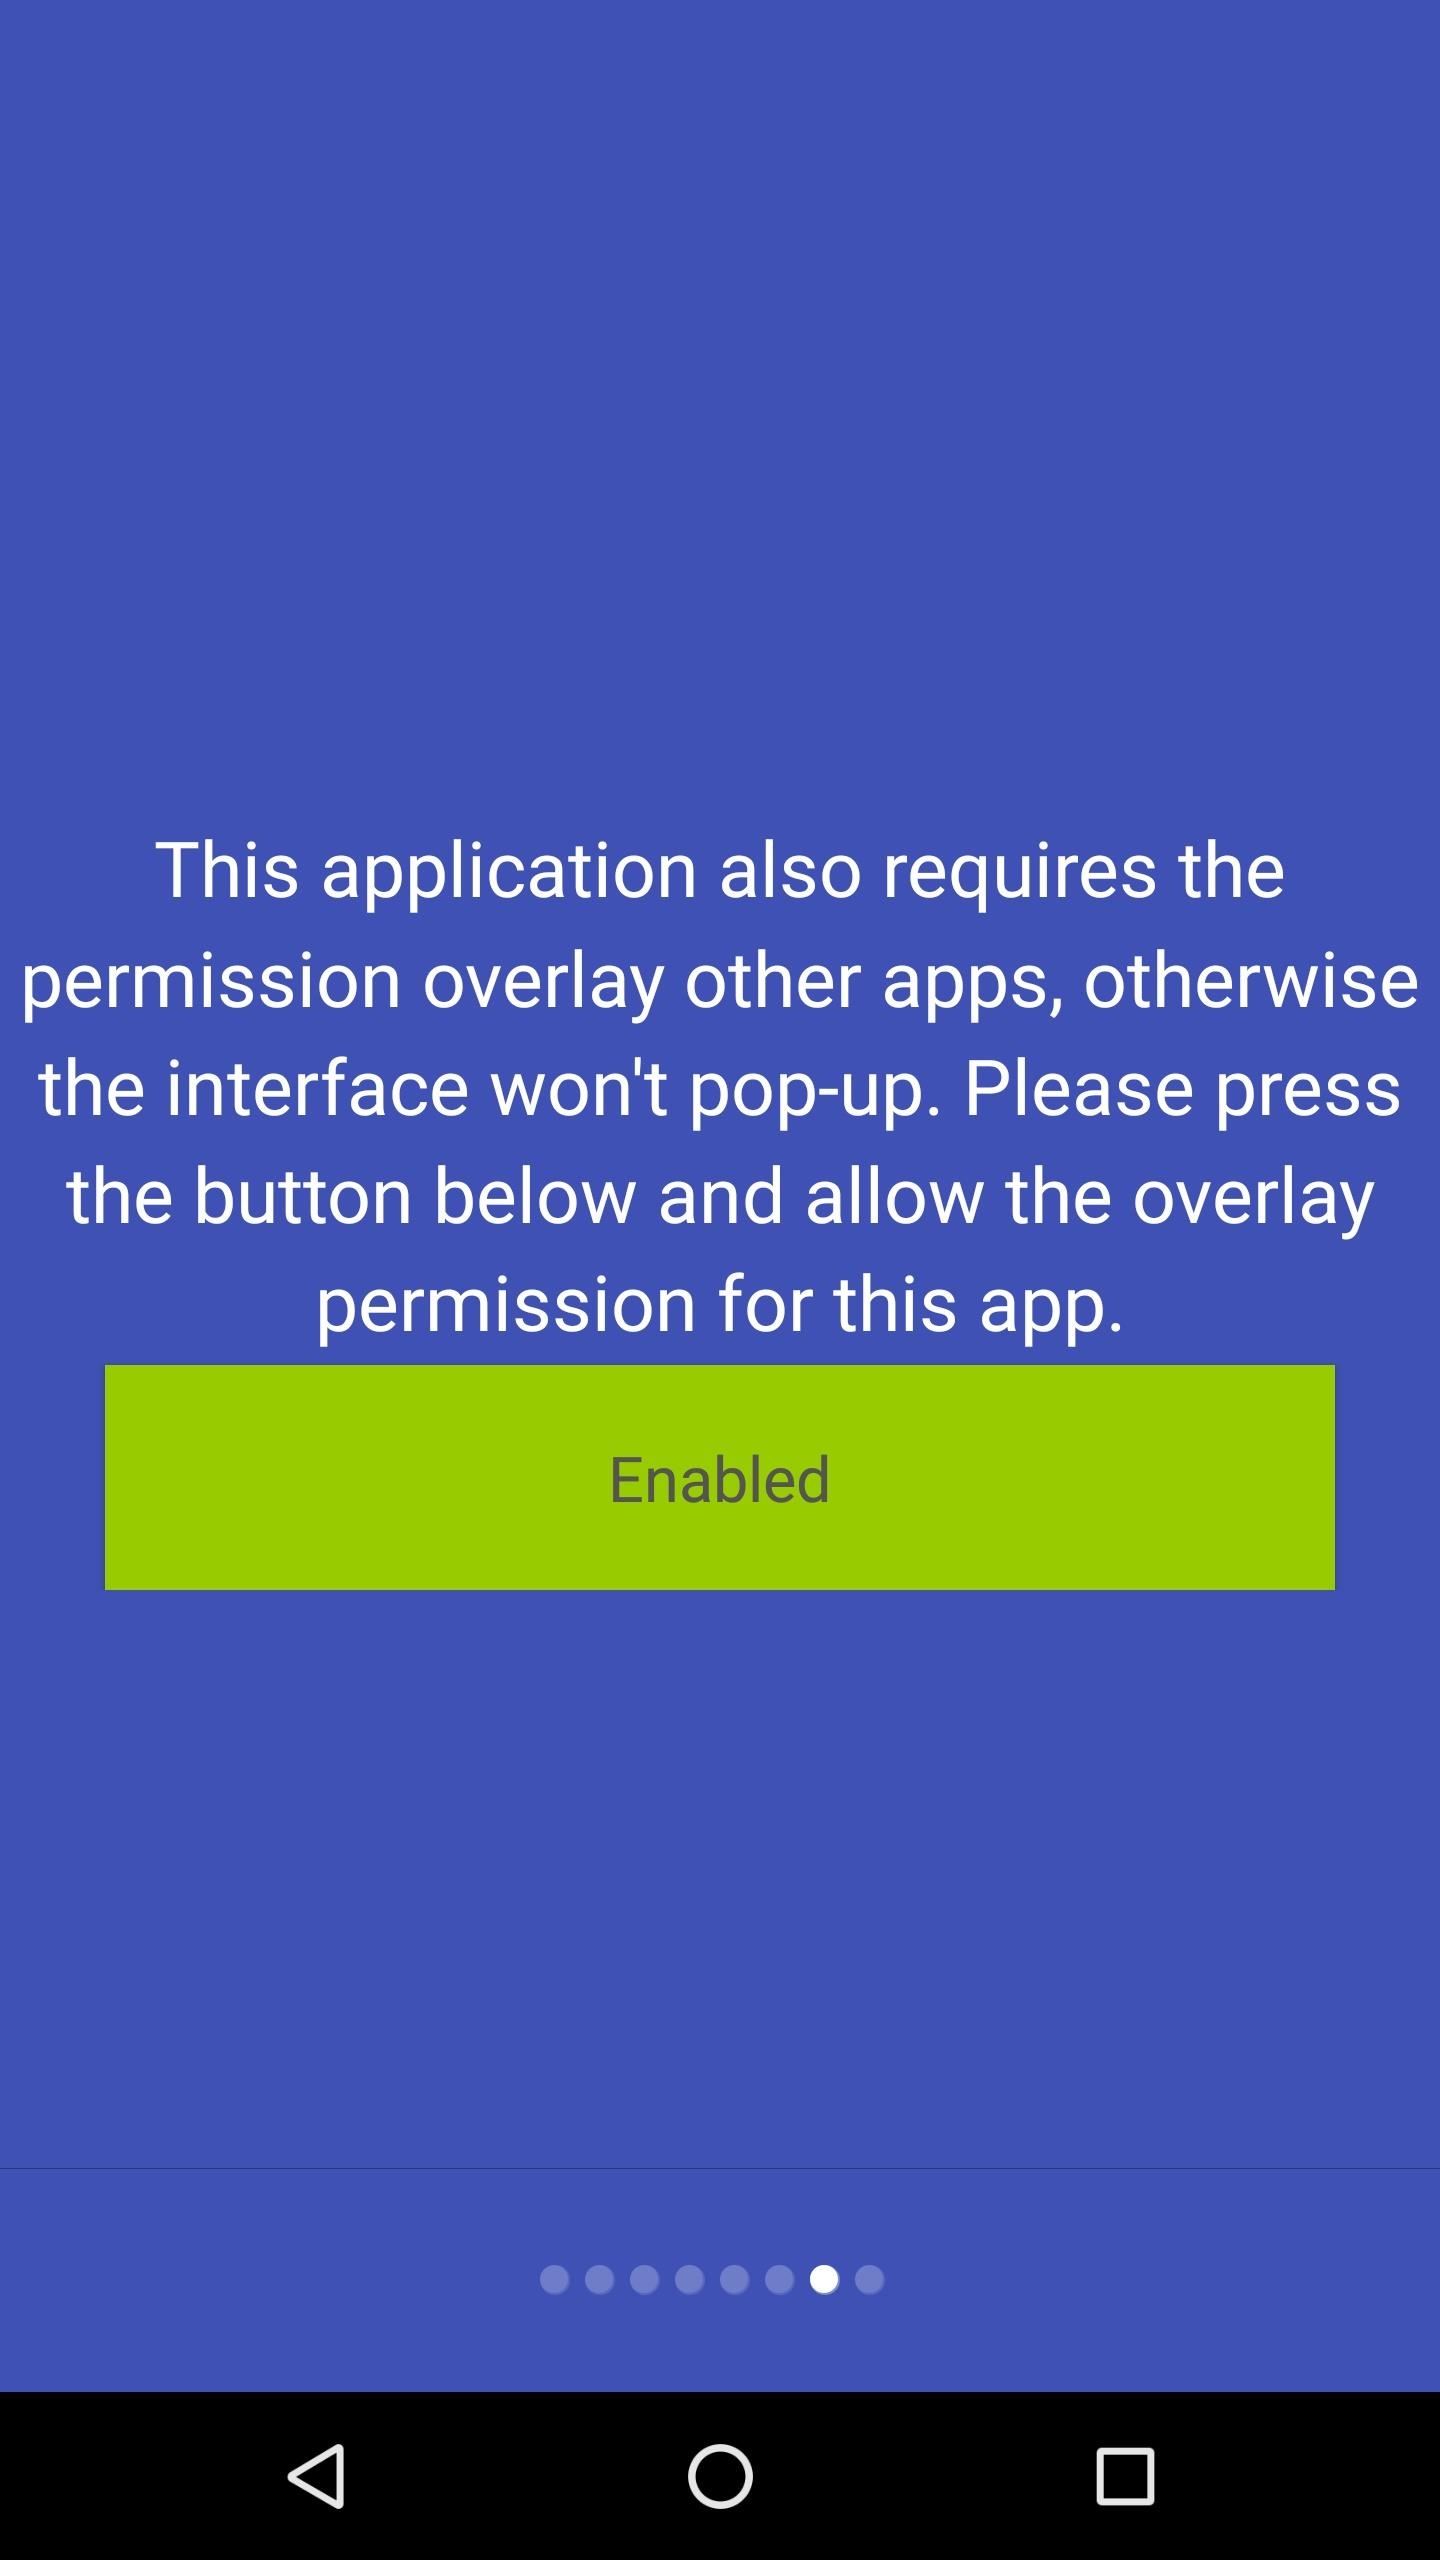 This application also requires the
permission overlay other apps, otherwise
the interface won't pop-up. Please press
the button below and allow the overlay
permission for this app.
Enabled